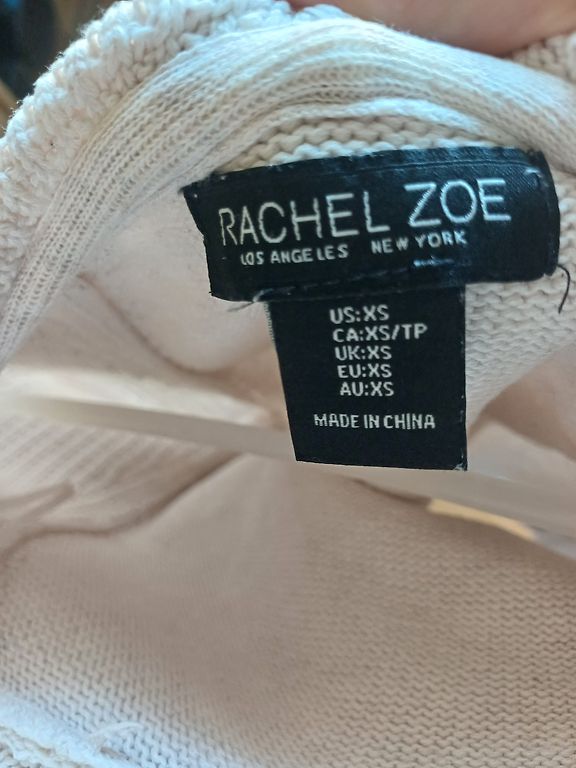 RACHEL ZOE
LOS ANGELES NEW YORK
US:XS
CA:XS/TP
UK:XS
EU:XS
AU:XS
MADE IN CHINA